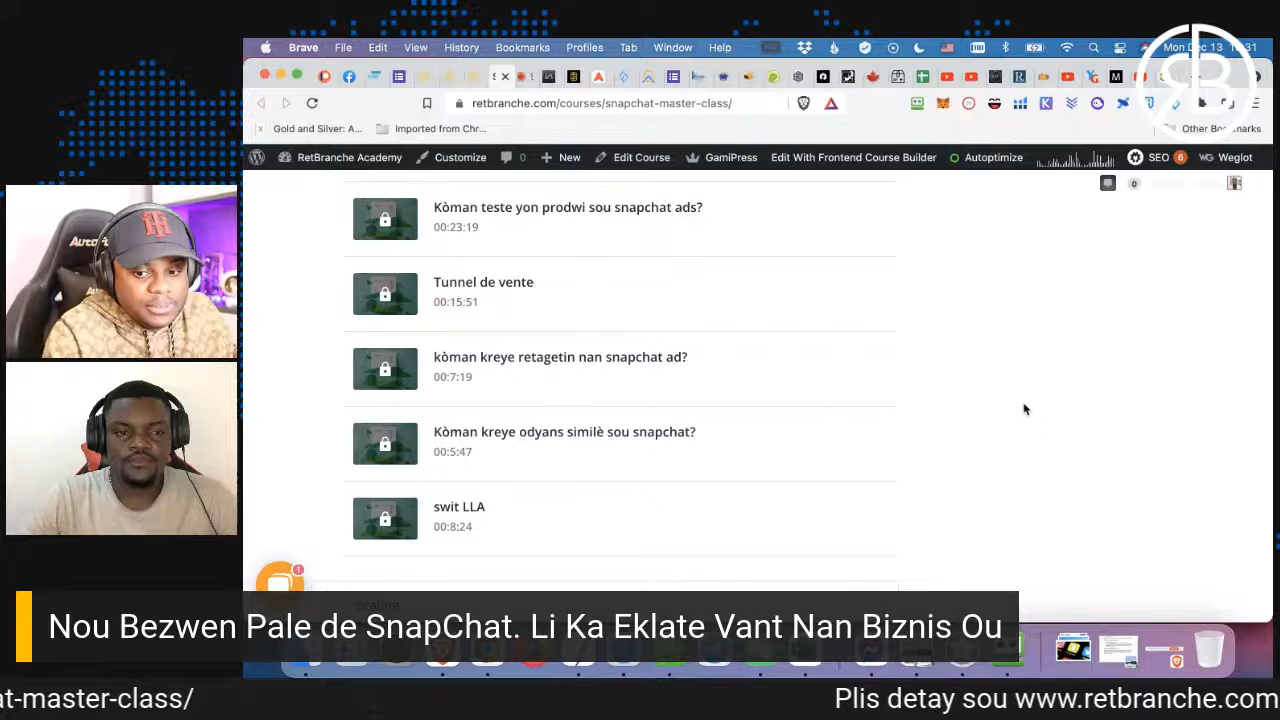 Brave File Edit View History Bookmarks Profiles Tab Window Help
Mon Dec 13
retbranche.com/courses/snapchat-master-class/
Gold and Silver: A...
Imported from Chr...
Other Bookmarks
RetBranche Academy
Customize
0
New
Edit Course
GamiPress
Edit With Frontend Course Builder
Autoptimize
SEO 6
Weglot
0
Kòman teste yon prodwi sou snapchat ads?
00:23:19
Tunnel de vente
00:15:51
kòman kreye retagetin nan snapchat ad?
00:7:19
Kòman kreye odyans similè sou snapchat?
00:5:47
swit LLA
00:8:24
1
Nou Bezwen Pale de SnapChat. Li Ka Eklate Vant Nan Biznis Ou
at-master-class/
Plis detay sou www.retbranche.com